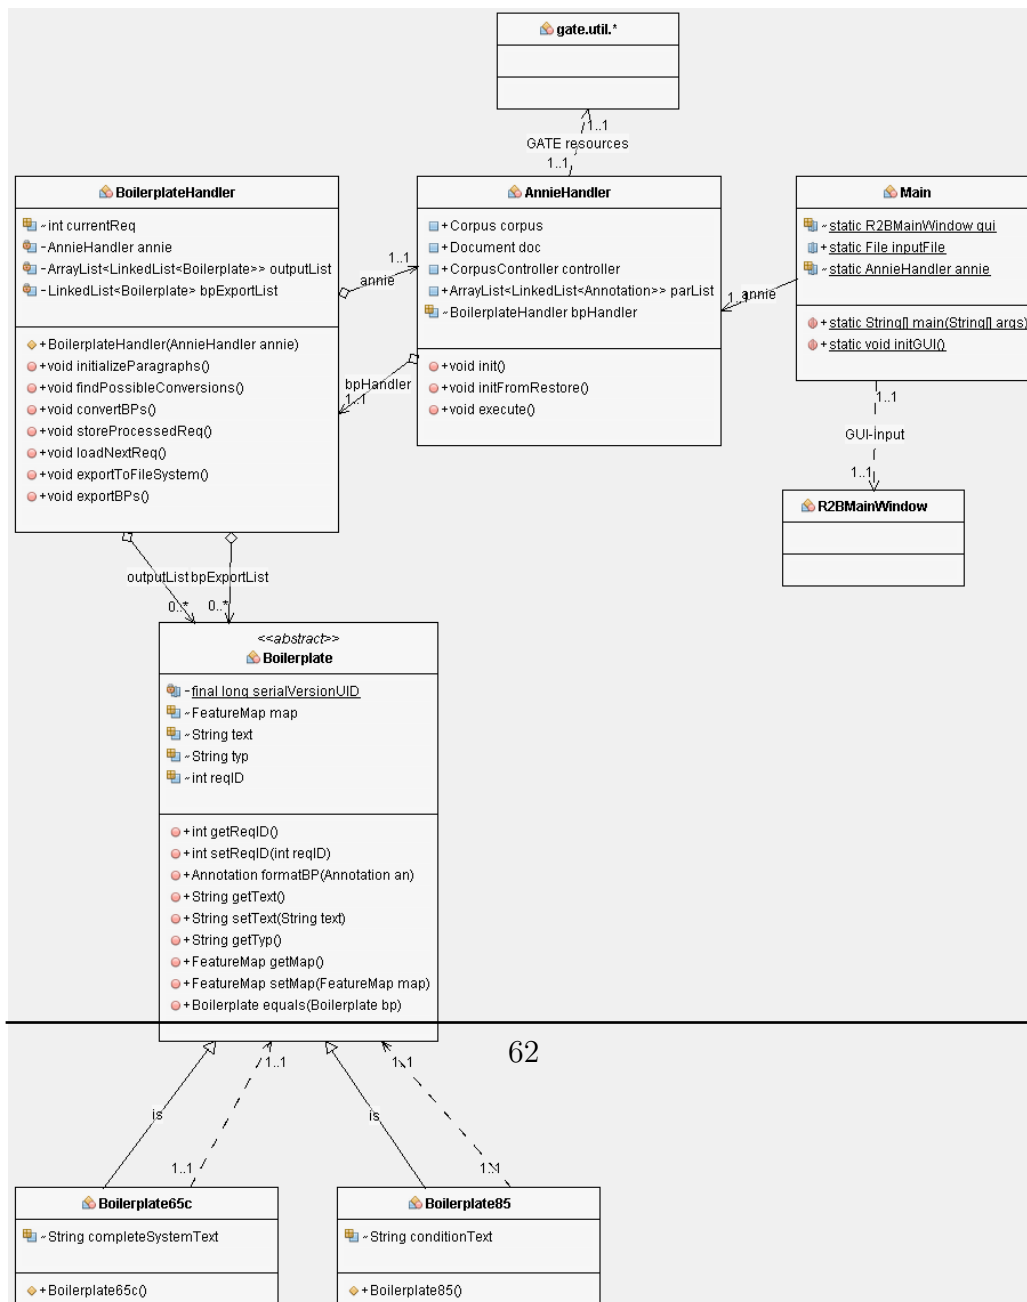 gate.util.*
1..1
GATE resources
1..1
BoilerplateHandler
~int currentReq
-AnnieHandler annie
-ArrayList<LinkedList<Boilerplate>> outputList
-LinkedList<Boilerplate> bpExportList
+BoilerplateHandler(AnnieHandler annie)
+void initializeParagraphs()
+void findPossibleConversions()
+void convertBPs()
+void storeProcessedReq()
+void loadNextReq()
+void exportToFileSystem()
+void exportBPs()
1..1
annie
bpHandler
1..1
AnnieHandler
+Corpus corpus
+Document doc
+CorpusController controller
+ArrayList<LinkedList<Annotation>> parList
~BoilerplateHandler bpHandler
+void init()
+void initFromRestore()
+void execute()
1..1
annie
Main
~static R2BMainWindow gui
+static File inputFile
~static AnnieHandler annie
+static String[] main(String[] args)
+static void initGUI()
1..1
GUI-Input
1..1
R2BMainWindow
outputList
bpExportList
0..*
0..*
<<abstract>>
Boilerplate
-final long serialVersionUID
~FeatureMap map
~String text
~String typ
~int reqID
+int getReqID()
+int setReqID(int reqID)
+Annotation formatBP(Annotation an)
+String getText()
+String setText(String text)
+String getTyp()
+FeatureMap getMap()
+FeatureMap setMap(FeatureMap map)
+Boilerplate equals(Boilerplate bp)
62
1..1
1..1
is
is
1..1
1..1
Boilerplate65c
~String completeSystemText
+Boilerplate65c()
Boilerplate85
~String conditionText
+Boilerplate85()